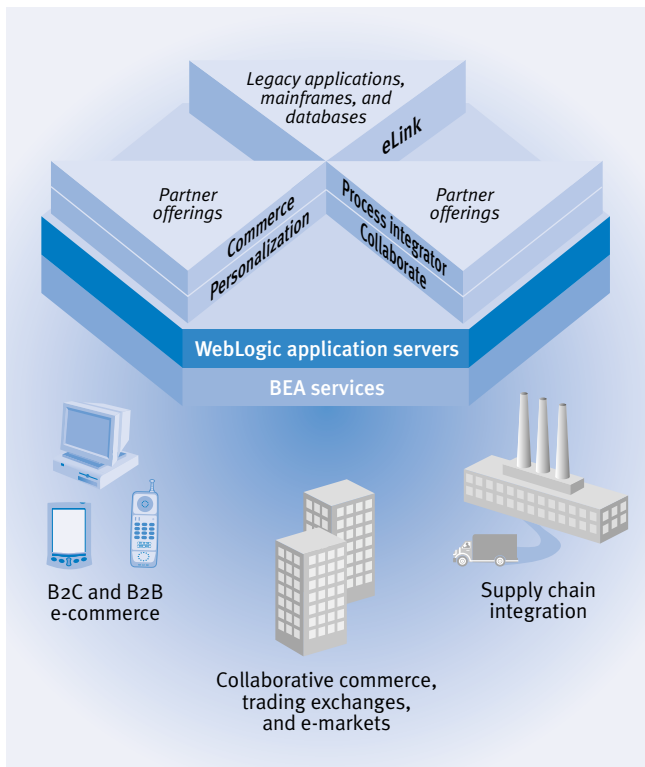 Legacy applications,
mainframes, and
databases
eLink
Partner
offerings
Commerce
Personalization
Process integrator
Collaborate
Partner
offerings
WebLogic application servers
BEA services
B2C and B2B
e-commerce
Collaborative commerce,
trading exchanges,
and e-markets
Supply chain
integration